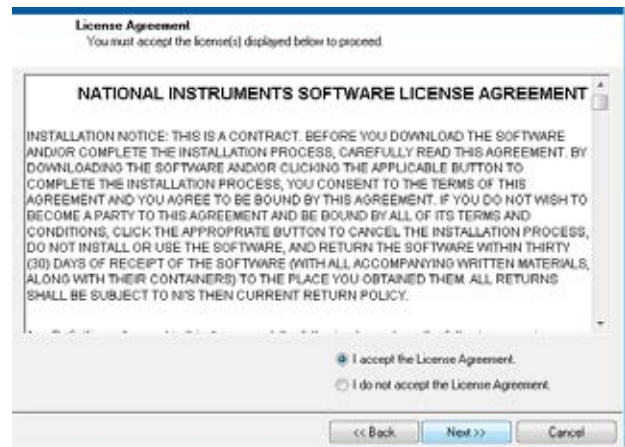 License Agreement
You must accept the license(s) displayed below to proceed.
NATIONAL INSTRUMENTS SOFTWARE LICENSE AGREEMENT
INSTALLATION NOTICE: THIS IS A CONTRACT. BEFORE YOU DOWNLOAD THE SOFTWARE
AND/OR COMPLETE THE INSTALLATION PROCESS, CAREFULLY READ THIS AGREEMENT. BY
DOWNLOADING THE SOFTWARE AND/OR CLICKING THE APPLICABLE BUTTON TO
COMPLETE THE INSTALLATION PROCESS, YOU CONSENT TO THE TERMS OF THIS
AGREEMENT AND YOU AGREE TO BE BOUND BY THIS AGREEMENT. IF YOU DO NOT WISH TO
BECOME A PARTY TO THIS AGREEMENT AND BE BOUND BY ALL OF ITS TERMS AND
CONDITIONS, CLICK THE APPROPRIATE BUTTON TO CANCEL THE INSTALLATION PROCESS,
DO NOT INSTALL OR USE THE SOFTWARE, AND RETURN THE SOFTWARE WITHIN THIRTY
(30) DAYS OF RECEIPT OF THE SOFTWARE (WITH ALL ACCOMPANYING WRITTEN MATERIALS,
ALONG WITH THEIR CONTAINERS) TO THE PLACE YOU OBTAINED THEM. ALL RETURNS
SHALL BE SUBJECT TO NI'S THEN CURRENT RETURN POLICY.
I accept the License Agreement.
I do not accept the License Agreement.
<< Back
Next >>
Cancel